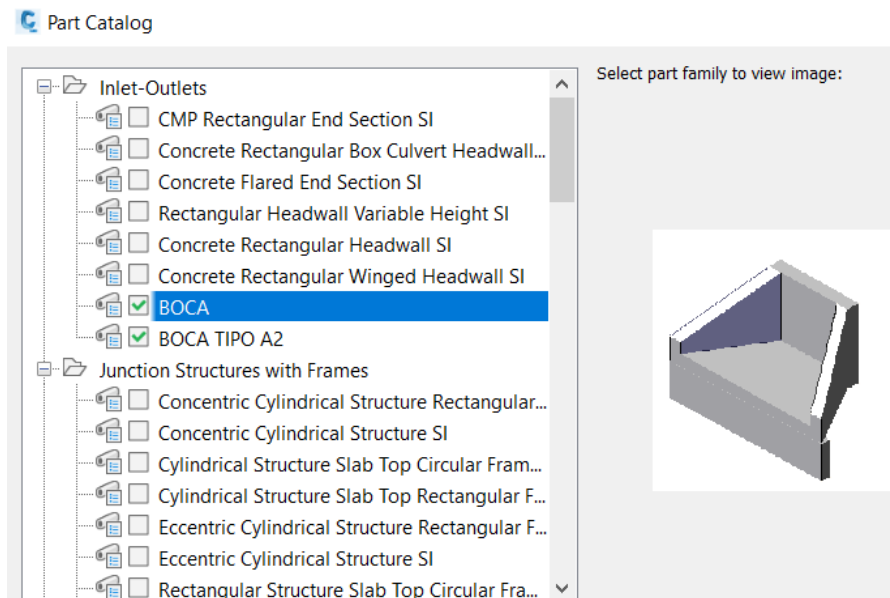 Part Catalog
Select part family to view image:
Inlet-Outlets
CMP Rectangular End Section SI
Concrete Rectangular Box Culvert Headwall...
Concrete Flared End Section SI
Rectangular Headwall Variable Height SI
Concrete Rectangular Headwall SI
Concrete Rectangular Winged Headwall SI
BOCA
BOCA TIPO A2
Junction Structures with Frames
Concentric Cylindrical Structure Rectangular...
Concentric Cylindrical Structure SI
Cylindrical Structure Slab Top Circular Fram...
Cylindrical Structure Slab Top Rectangular F...
Eccentric Cylindrical Structure Rectangular F...
Eccentric Cylindrical Structure SI
Rectangular Structure Slab Top Circular Fra...